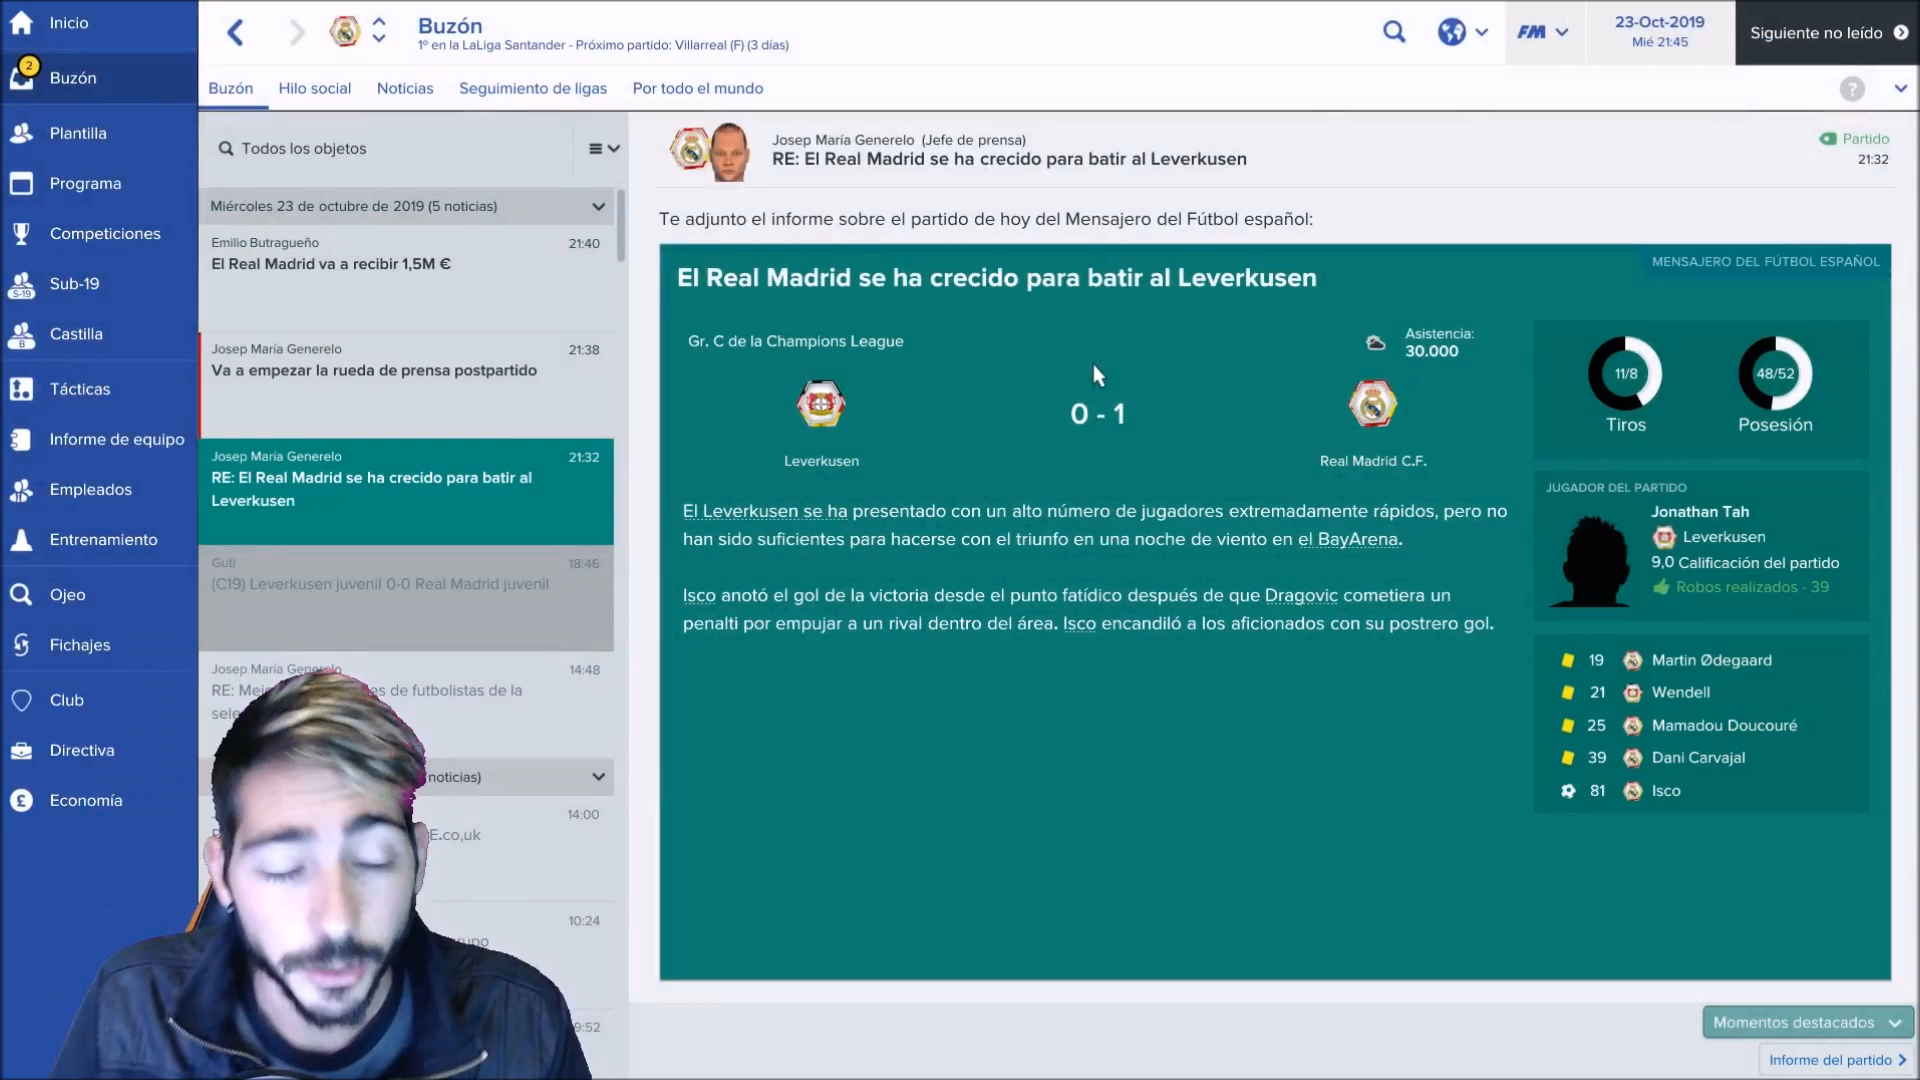 Inicio
2
Buzón
Plantilla
Programa
Competiciones
S-19
Sub-19
B
Castilla
Tácticas
Informe de equipo
Empleados
Entrenamiento
Ojeo
Fichajes
Club
Directiva
Economía
Buzón
1º en la LaLiga Santander - Próximo partido: Villarreal (F) (3 días)
FM
23-Oct-2019
Mié 21:45
Siguiente no leído
Buzón
Hilo social
Noticias
Seguimiento de ligas
Por todo el mundo
?
Todos los objetos
Miércoles 23 de octubre de 2019 (5 noticias)
Emilio Butragueño 21:40
El Real Madrid va a recibir 1,5M €
Josep María Generelo 21:38
Va a empezar la rueda de prensa postpartido
Josep María Generelo 21:32
RE: El Real Madrid se ha crecido para batir al
Leverkusen
Guti 18:46
(C19) Leverkusen juvenil 0-0 Real Madrid juvenil
Josep María Generelo 14:48
es de futbolistas de la
noticias)
14:00
E.co,uk
10:24
9:52
Josep María Generelo (Jefe de prensa)
RE: El Real Madrid se ha crecido para batir al Leverkusen
Partido
21:32
Te adjunto el informe sobre el partido de hoy del Mensajero del Fútbol español:
MENSAJERO DEL FÚTBOL ESPAÑOL
El Real Madrid se ha crecido para batir al Leverkusen
Gr. C de la Champions League
Asistencia:
30.000
0 - 1
Leverkusen
Real Madrid C.F.
El Leverkusen se ha presentado con un alto número de jugadores extremadamente rápidos, pero no
han sido suficientes para hacerse con el triunfo en una noche de viento en el BayArena.
Isco anotó el gol de la victoria desde el punto fatídico después de que Dragovic cometiera un
penalti por empujar a un rival dentro del área. Isco encandiló a los aficionados con su postrero gol.
11/8
Tiros
48/52
Posesión
JUGADOR DEL PARTIDO
Jonathan Tah
Leverkusen
9,0 Calificación del partido
Robos realizados - 39
19 Martin Ødegaard
21 Wendell
25 Mamadou Doucouré
39 Dani Carvajal
81 Isco
Momentos destacados
Informe del partido